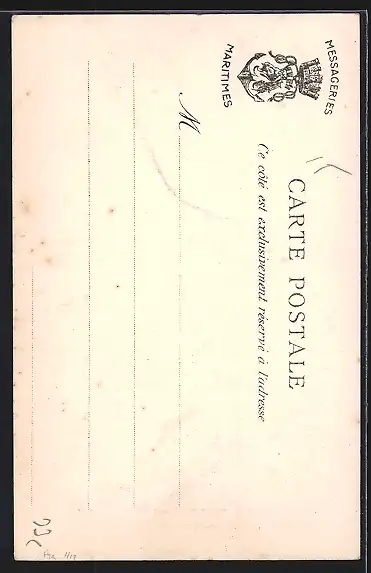 MESSAGERIES
MARITIMES
CARTE POSTALE
Ce côté est exclusivement réservé à l'adresse
M